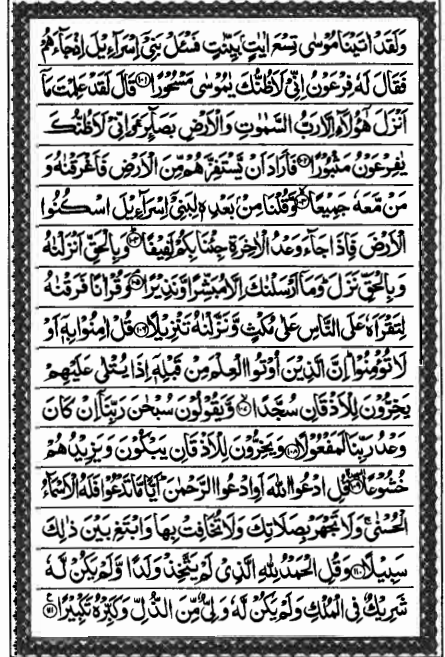 وَلَقَدْ اٰتَيْنَا مُوْسٰى تِسْعَ اٰيٰتٍۢ بَيِّنٰتٍ فَسْـَٔلْ بَنِيْٓ اِسْرَآءِيْلَ اِذْ جَآءَهُمْ
فَقَالَ لَهٗ فِرْعَوْنُ اِنِّيْ لَاَظُنُّكَ يٰمُوْسٰى مَسْحُوْرًا ۝١٠١ قَالَ لَقَدْ عَلِمْتَ مَآ
اَنْزَلَ هٰٓؤُلَآءِ اِلَّا رَبُّ السَّمٰوٰتِ وَالْاَرْضِ بَصَآئِرَ ۚ وَاِنِّيْ لَاَظُنُّكَ
يٰفِرْعَوْنُ مَثْبُوْرًا ۝١٠٢ فَاَرَادَ اَنْ يَّسْتَفِزَّهُمْ مِّنَ الْاَرْضِ فَاَغْرَقْنٰهُ وَ
مَنْ مَّعَهٗ جَمِيْعًا ۝١٠٣ وَّقُلْنَا مِنْۢ بَعْدِهٖ لِبَنِيْٓ اِسْرَآءِيْلَ اسْكُنُوا
الْاَرْضَ فَاِذَا جَآءَ وَعْدُ الْاٰخِرَةِ جِئْنَا بِكُمْ لَفِيْفًا ۝١٠٤ وَبِالْحَقِّ اَنْزَلْنٰهُ
وَبِالْحَقِّ نَزَلَ ۭ وَمَآ اَرْسَلْنٰكَ اِلَّا مُبَشِّرًا وَّنَذِيْرًا ۝١٠٥ وَقُرْاٰنًا فَرَقْنٰهُ
لِتَقْرَاَهٗ عَلَى النَّاسِ عَلٰى مُكْثٍ وَّنَزَّلْنٰهُ تَنْزِيْلًا ۝١٠٦ قُلْ اٰمِنُوْا بِهٖٓ اَوْ
لَا تُؤْمِنُوْا ۭ اِنَّ الَّذِيْنَ اُوْتُوا الْعِلْمَ مِنْ قَبْلِهٖٓ اِذَا يُتْلٰى عَلَيْهِمْ
يَخِرُّوْنَ لِلْاَذْقَانِ سُجَّدًا ۝١٠٧ وَّيَقُوْلُوْنَ سُبْحٰنَ رَبِّنَآ اِنْ كَانَ
وَعْدُ رَبِّنَا لَمَفْعُوْلًا ۝١٠٨ وَيَخِرُّوْنَ لِلْاَذْقَانِ يَبْكُوْنَ وَيَزِيْدُهُمْ
خُشُوْعًا ۝١٠٩ قُلِ ادْعُوا اللّٰهَ اَوِ ادْعُوا الرَّحْمٰنَ ۭ اَيًّا مَّا تَدْعُوْا فَلَهُ الْاَسْمَآءُ
الْحُسْنٰى ۚ وَلَا تَجْهَرْ بِصَلَاتِكَ وَلَا تُخَافِتْ بِهَا وَابْتَغِ بَيْنَ ذٰلِكَ
سَبِيْلًا ۝١١٠ وَقُلِ الْحَمْدُ لِلّٰهِ الَّذِيْ لَمْ يَتَّخِذْ وَلَدًا وَّلَمْ يَكُنْ لَّهٗ
شَرِيْكٌ فِي الْمُلْكِ وَلَمْ يَكُنْ لَّهٗ وَلِيٌّ مِّنَ الذُّلِّ وَكَبِّرْهُ تَكْبِيْرًا ۝١١١